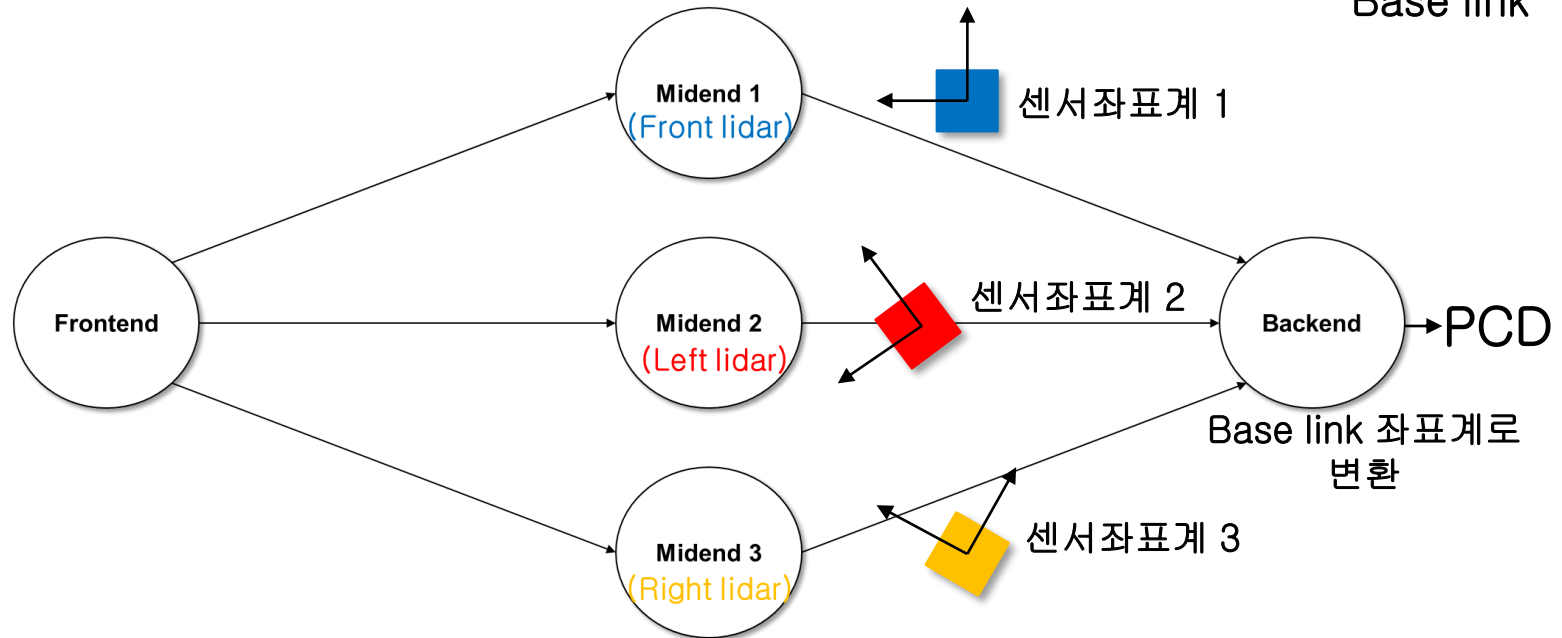 Base link
Midend 1
(Front lidar)
센서좌표계 1
Frontend
Midend 2
(Left lidar)
센서좌표계 2
Backend
PCD
Base link 좌표계로
변환
Midend 3
(Right lidar)
센서좌표계 3